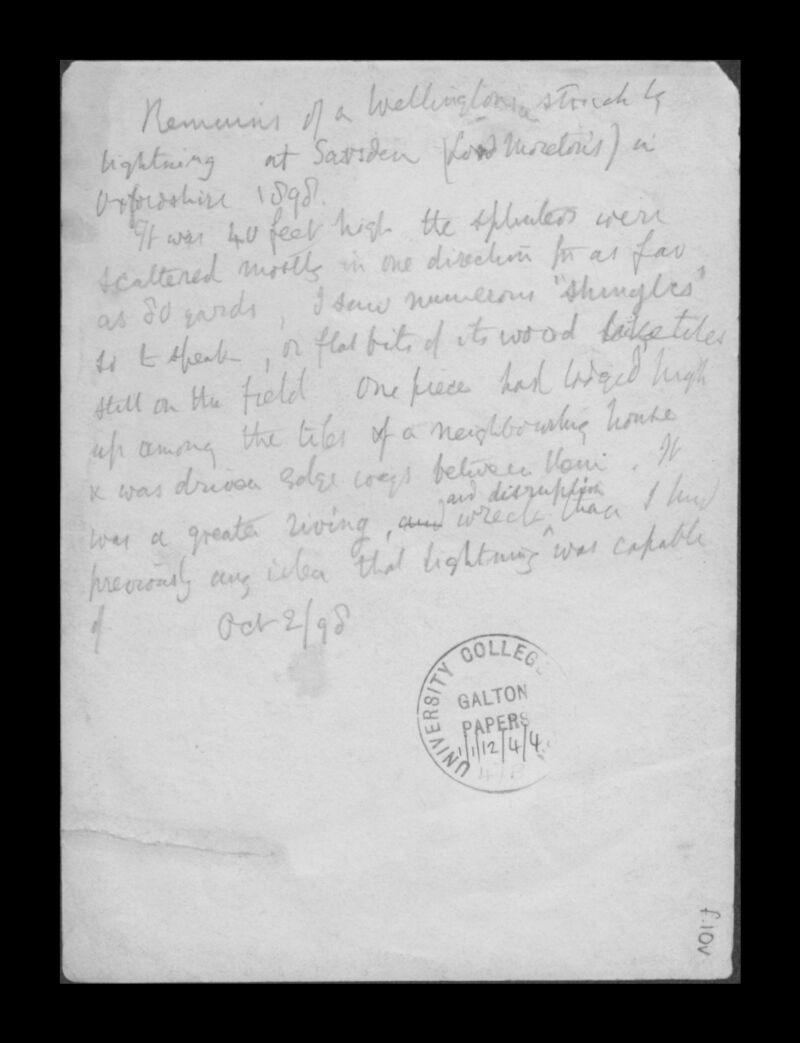 Remains of a Wellingtonia struck by
lightning at Sarsden (Lord Moreton's) in
Oxfordshire 1898.
It was 40 feet high the splinters were
scattered mostly in one direction for as far
as 80 yards, I saw numerous "shingles"
so to speak, or flat bits of its wood like tiles
still on the field One piece had lodged high
up among the tiles of a neighbouring house
& was driven edge ways between them. It
was a greater riving, and wreck than I had
and disruption
previously any idea that lightning was capable
of Oct 2/98
UNIVERSITY COLLEGE
GALTON
PAPERS
1/1/12/4/4
f.10v